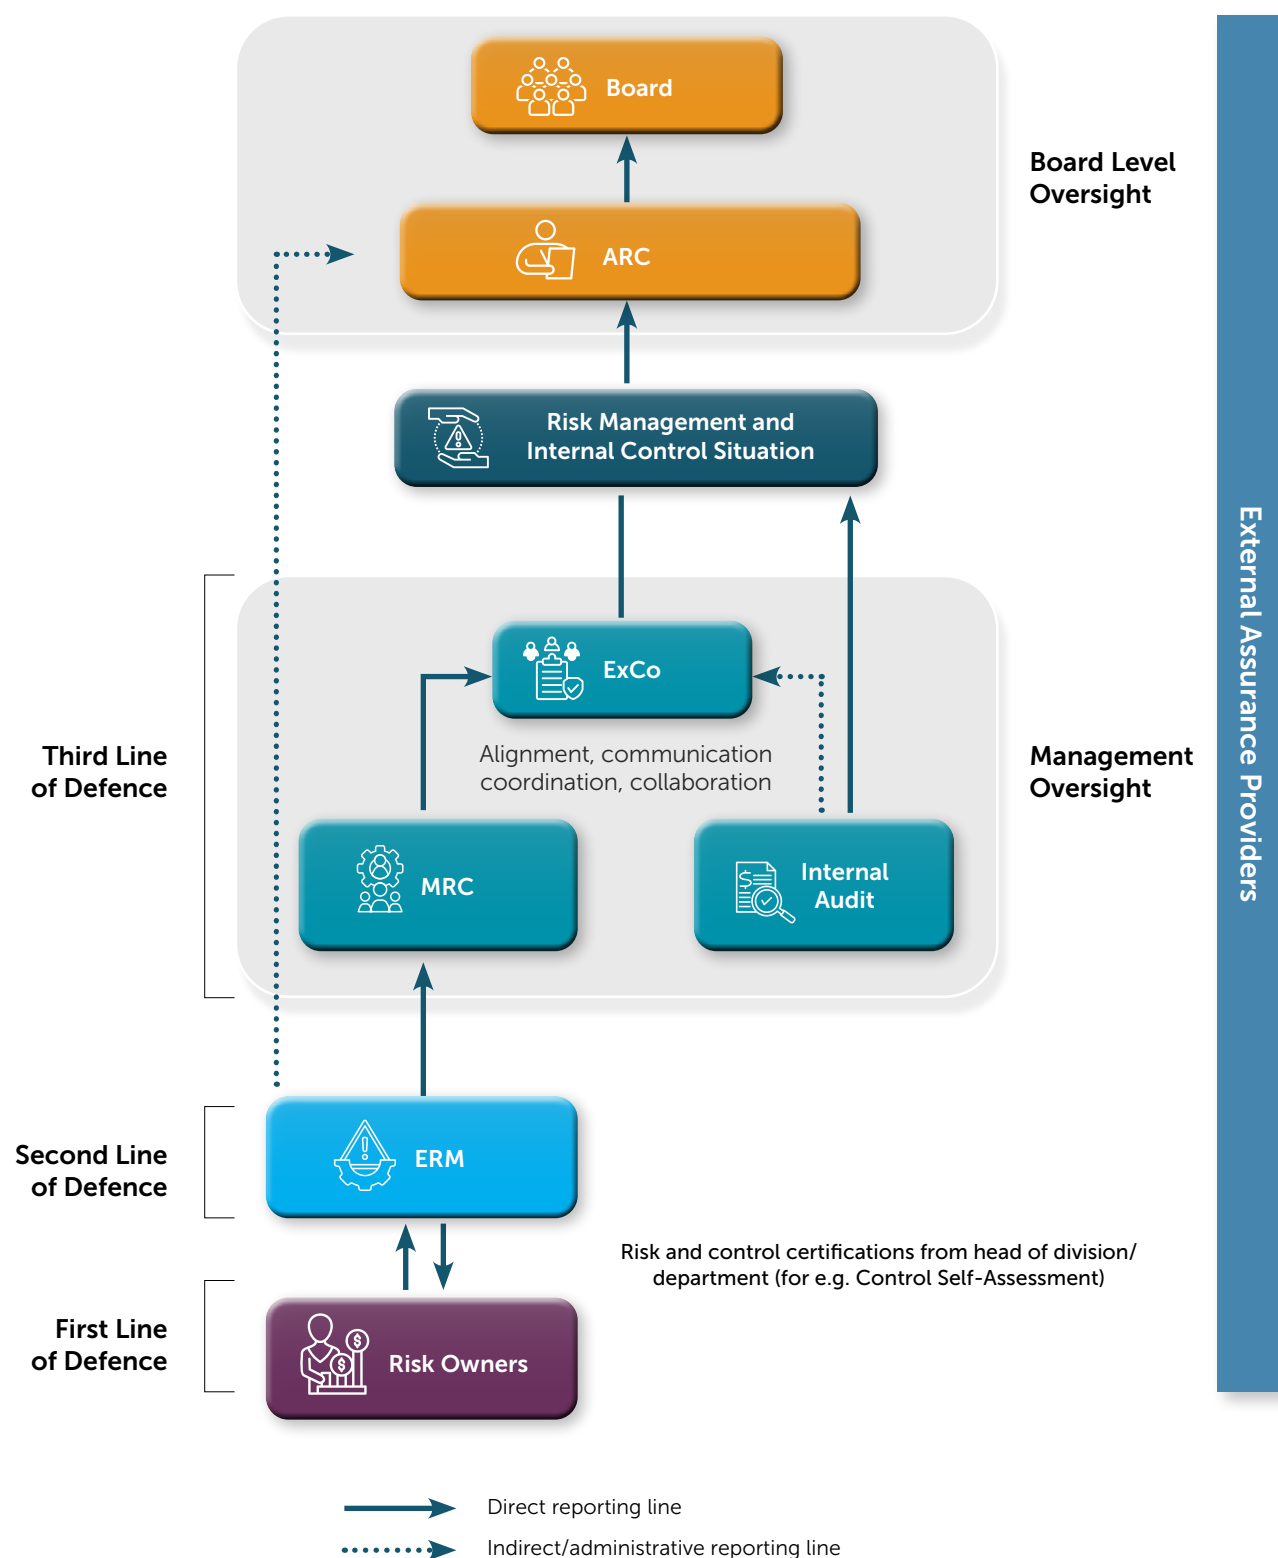 Board
Board Level
Oversight
ARC
Risk Management and
Internal Control Situation
External Assurance Providers
ExCo
Alignment, communication
coordination, collaboration
Third Line
of Defence
Management
Oversight
MRC
Internal
Audit
Second Line
of Defence
ERM
Risk and control certifications from head of division/
department (for e.g. Control Self-Assessment)
First Line
of Defence
$
$
Risk Owners
Direct reporting line
Indirect/administrative reporting line